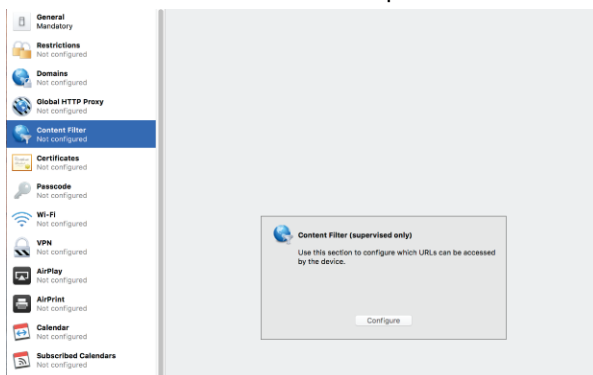 General
Mandatory
Restrictions
Not configured
Domains
Not configured
Global HTTP Proxy
Not configured
Content Filter
Not configured
Certificates
Not configured
Passcode
Not configured
Wi-Fi
Not configured
VPN
Not configured
AirPlay
Not configured
AirPrint
Not configured
Calendar
Not configured
Subscribed Calendars
Not configured
Content Filter (supervised only)
Use this section to configure which URLs can be accessed
by the device.
Configure